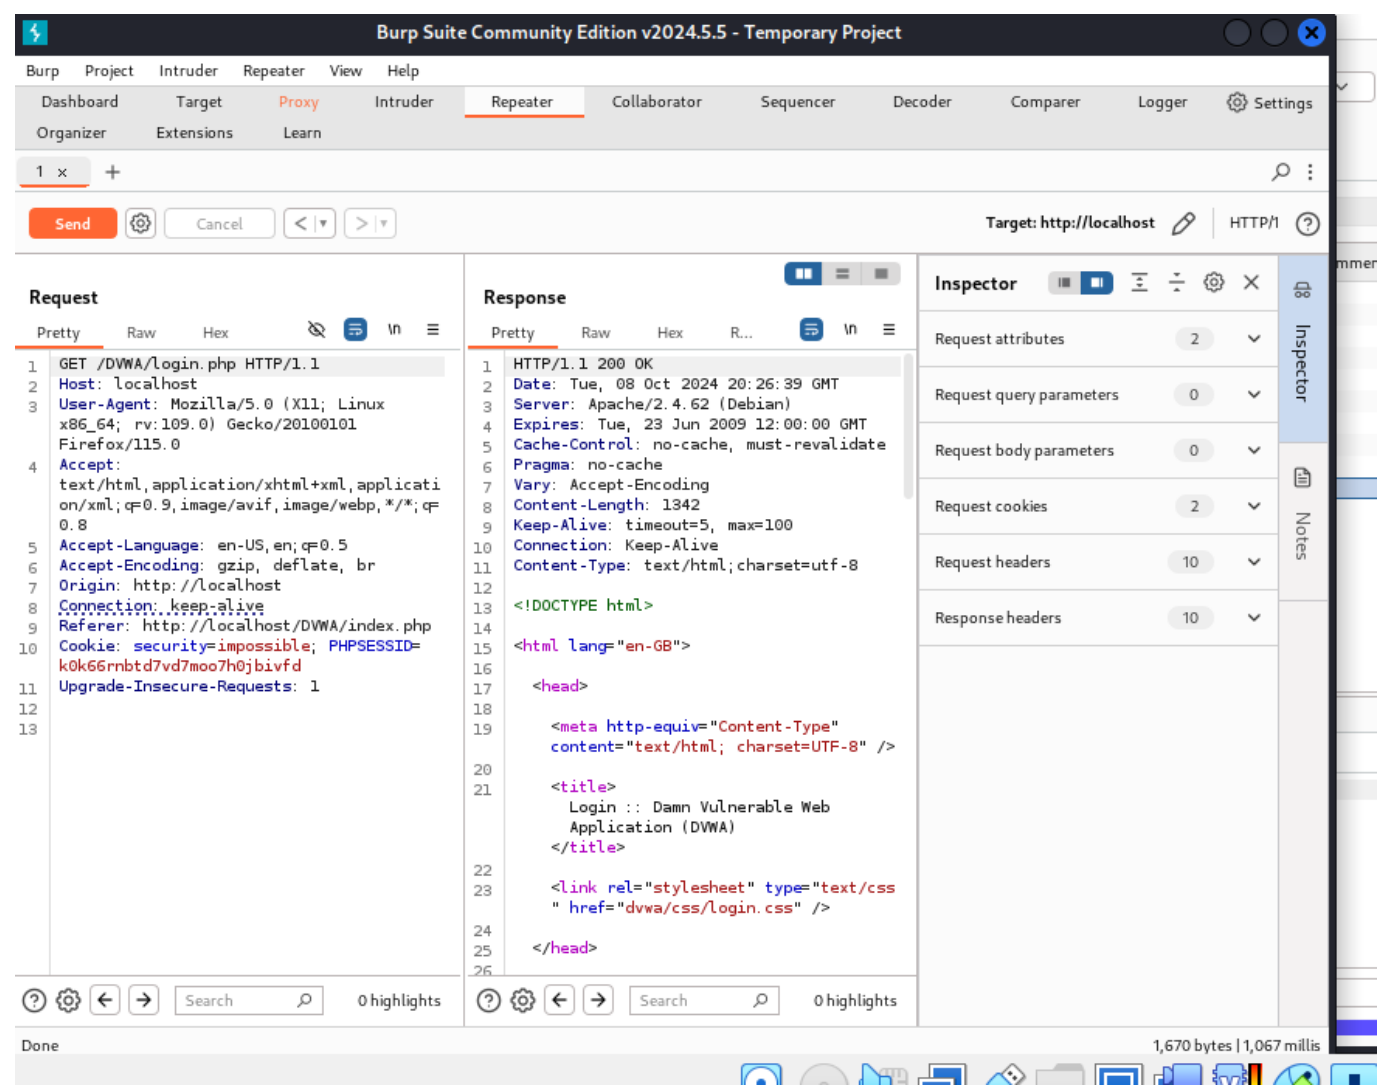 Burp Suite Community Edition v2024.5.5 - Temporary Project
Burp Project Intruder Repeater View Help
Dashboard Target Proxy Intruder Repeater Collaborator Sequencer Decoder Comparer Logger Settings
Organizer Extensions Learn
1 × +
Send Cancel < > Target: http://localhost HTTP/1
Request
Pretty Raw Hex \n
1 GET /DVWA/login.php HTTP/1.1
2 Host: localhost
3 User-Agent: Mozilla/5.0 (X11; Linux
x86_64; rv:109.0) Gecko/20100101
Firefox/115.0
4 Accept:
text/html,application/xhtml+xml,applicati
on/xml;q=0.9,image/avif,image/webp,*/*;q=
0.8
5 Accept-Language: en-US,en;q=0.5
6 Accept-Encoding: gzip, deflate, br
7 Origin: http://localhost
8 Connection: keep-alive
9 Referer: http://localhost/DVWA/index.php
10 Cookie: security=impossible; PHPSESSID=
k0k66rnbtd7vd7moo7h0jbivfd
11 Upgrade-Insecure-Requests: 1
12
13
Search 0 highlights
Response
Pretty Raw Hex R... \n
1 HTTP/1.1 200 OK
2 Date: Tue, 08 Oct 2024 20:26:39 GMT
3 Server: Apache/2.4.62 (Debian)
4 Expires: Tue, 23 Jun 2009 12:00:00 GMT
5 Cache-Control: no-cache, must-revalidate
6 Pragma: no-cache
7 Vary: Accept-Encoding
8 Content-Length: 1342
9 Keep-Alive: timeout=5, max=100
10 Connection: Keep-Alive
11 Content-Type: text/html;charset=utf-8
12
13 <!DOCTYPE html>
14
15 <html lang="en-GB">
16
17 <head>
18
19 <meta http-equiv="Content-Type"
content="text/html; charset=UTF-8" />
20
21 <title>
Login :: Damn Vulnerable Web
Application (DVWA)
</title>
22
23 <link rel="stylesheet" type="text/css
" href="dvwa/css/login.css" />
24
25 </head>
26
Search 0 highlights
Inspector
Request attributes 2
Request query parameters 0
Request body parameters 0
Request cookies 2
Request headers 10
Response headers 10
Inspector
Notes
mmer
Done 1,670 bytes | 1,067 millis